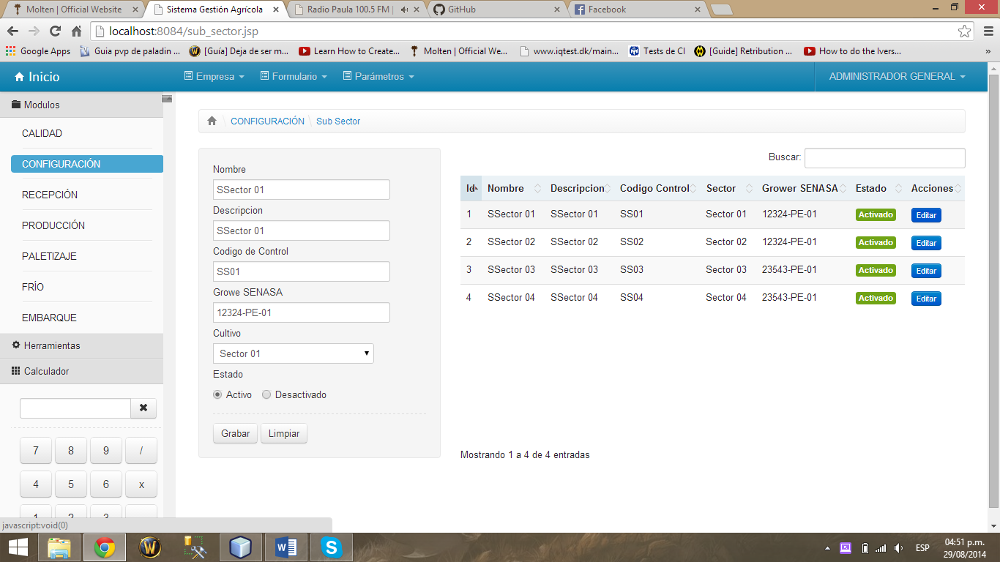 Molten | Official Website
Sistema Gestión Agrícola
Radio Paula 100.5 FM |
GitHub
Facebook
localhost:8084/sub_sector.jsp
Google Apps
Guia pvp de paladin ...
[Guía] Deja de ser m...
Learn How to Create...
Molten | Official We...
www.iqtest.dk/main...
Tests de CI
[Guide] Retribution ...
How to do the Ivers...
»
Inicio
Empresa
Formulario
Parámetros
ADMINISTRADOR GENERAL
Modulos
CALIDAD
CONFIGURACIÓN
RECEPCIÓN
PRODUCCIÓN
PALETIZAJE
FRÍO
EMBARQUE
Herramientas
Calculador
7 8 9 /
4 5 6 x
1 2 3
javascript:void(0)
CONFIGURACIÓN \ Sub Sector
Nombre
SSector 01
Descripcion
SSector 01
Codigo de Control
SS01
Growe SENASA
12324-PE-01
Cultivo
Sector 01
Estado
Activo Desactivado
Grabar Limpiar
Buscar:
Id Nombre Descripcion Codigo Control Sector Grower SENASA Estado Acciones
1 SSector 01 SSector 01 SS01 Sector 01 12324-PE-01 Activado Editar
2 SSector 02 SSector 02 SS02 Sector 02 12324-PE-01 Activado Editar
3 SSector 03 SSector 03 SS03 Sector 03 23543-PE-01 Activado Editar
4 SSector 04 SSector 04 SS04 Sector 04 23543-PE-01 Activado Editar
Mostrando 1 a 4 de 4 entradas
ESP
04:51 p.m.
29/08/2014